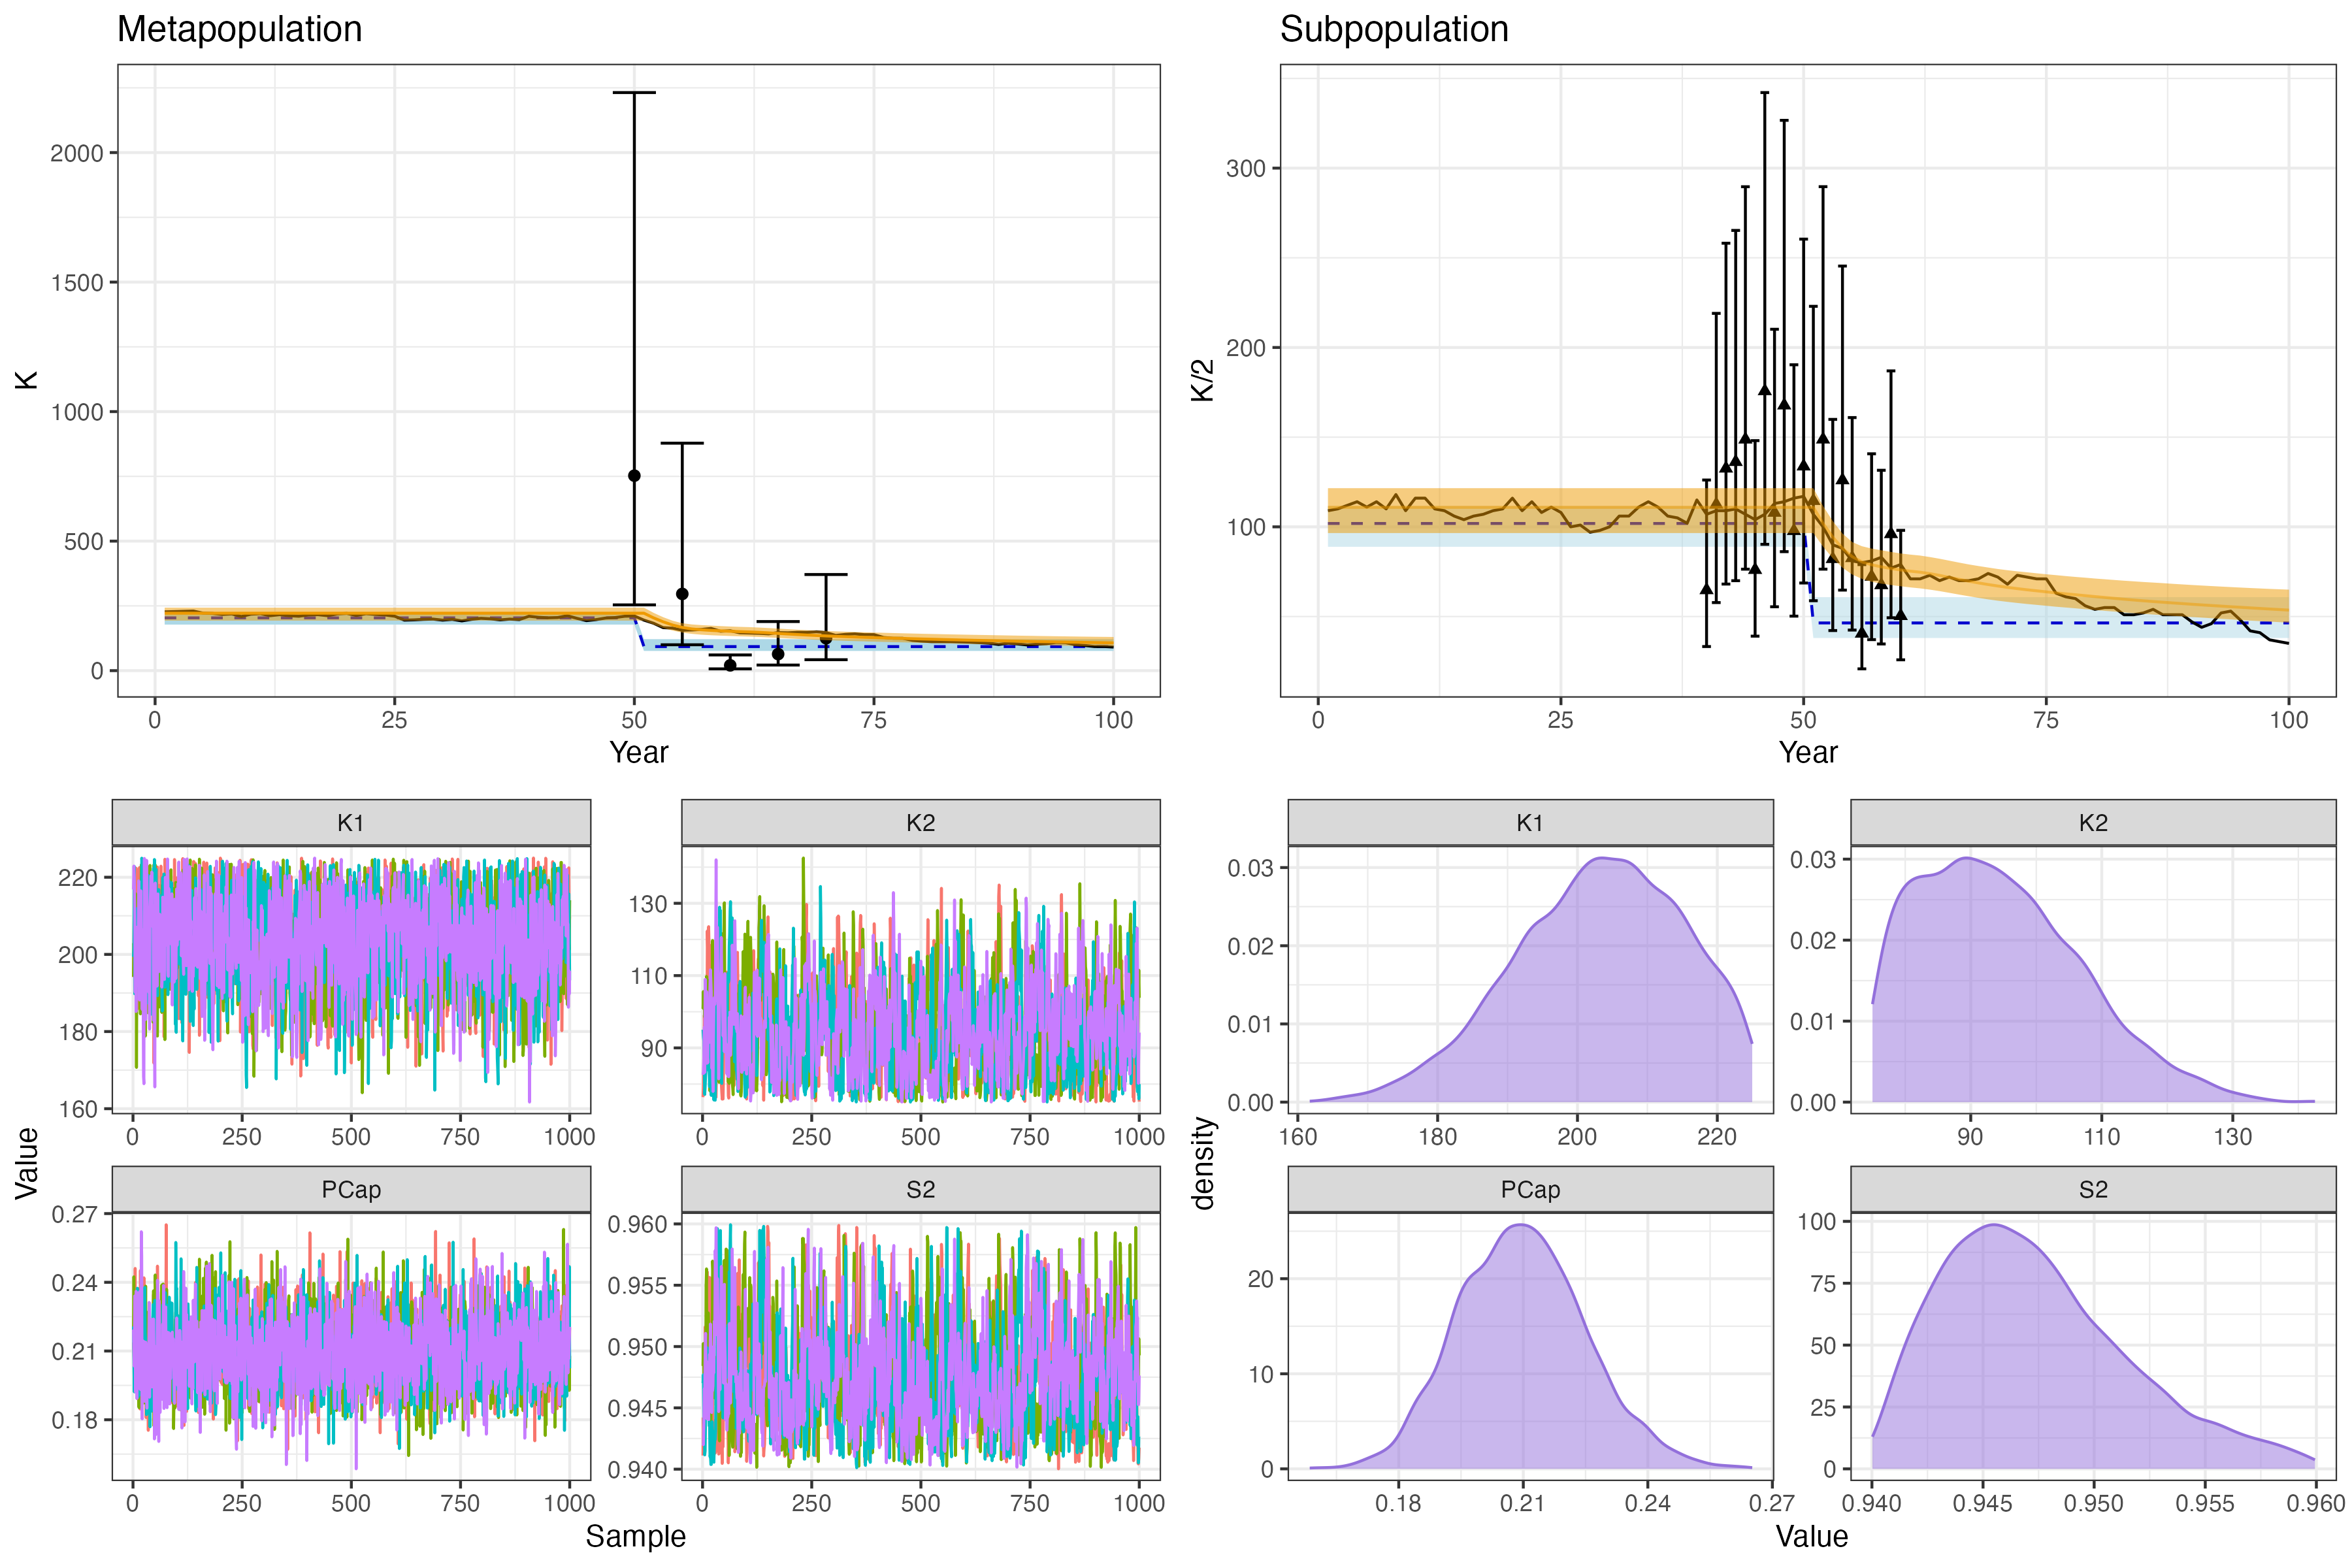 Metapopulation
Subpopulation
K
2000
1500
1000
500
0
0 25 50 75 100
Year
K/2
300
200
100
0 25 50 75 100
Year
Value
K1
220
200
180
160
0 250 500 750 1000
K2
130
110
90
0 250 500 750 1000
PCap
0.27
0.24
0.21
0.18
0 250 500 750 1000
S2
0.960
0.955
0.950
0.945
0.940
0 250 500 750 1000
Sample
density
K1
0.03
0.02
0.01
0.00
160 180 200 220
K2
0.03
0.02
0.01
0.00
90 110 130
PCap
20
10
0
0.18 0.21 0.24 0.27
S2
100
75
50
25
0
0.940 0.945 0.950 0.955 0.960
Value